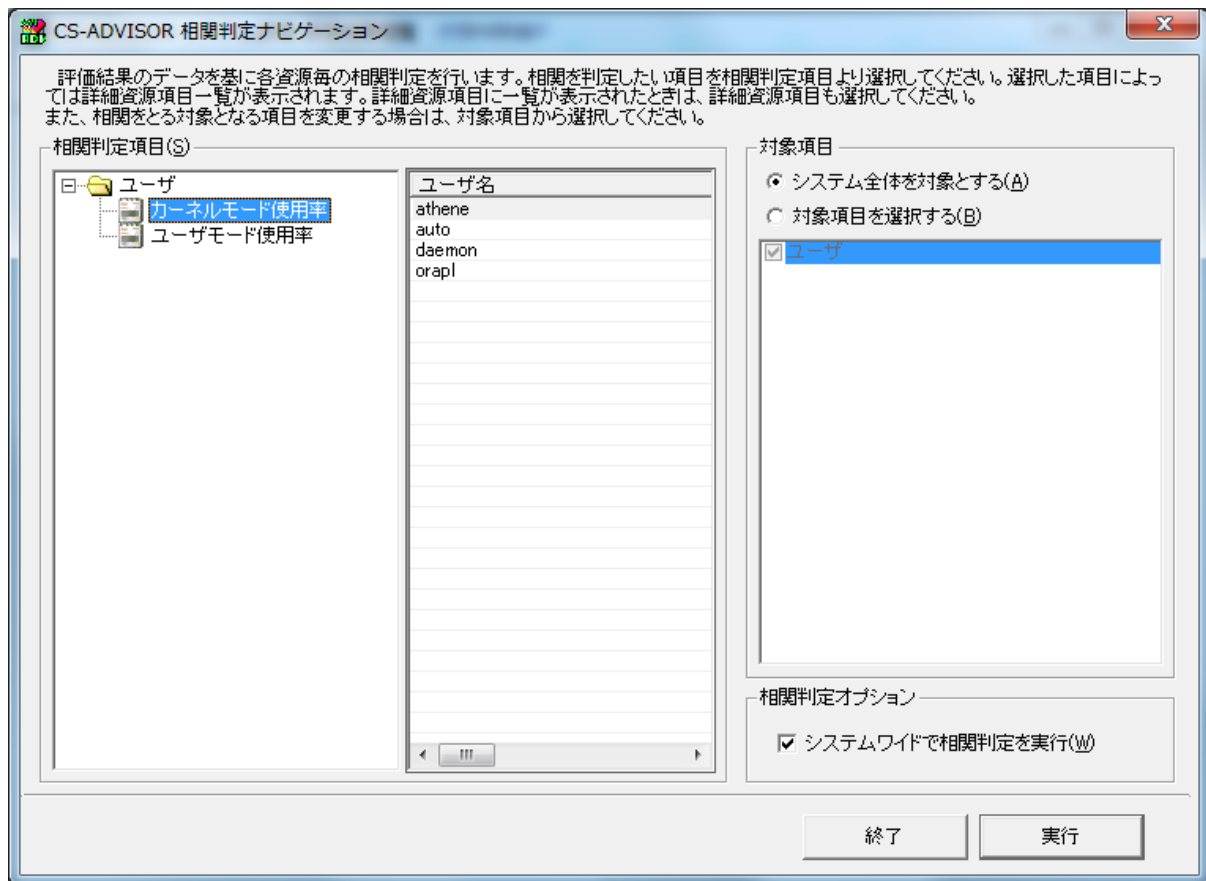 CS-ADVISOR 相関判定ナビゲーション
評価結果のデータを基に各資源毎の相関判定を行います。相関を判定したい項目を相関判定項目より選択してください。選択した項目によっ
ては詳細資源項目一覧が表示されます。詳細資源項目に一覧が表示されたときは、詳細資源項目も選択してください。
また、相関をとる対象となる項目を変更する場合は、対象項目から選択してください。
相関判定項目(S)
ユーザ
カーネルモード使用率
ユーザモード使用率
ユーザ名
athene
auto
daemon
orapl
対象項目
システム全体を対象とする(A)
対象項目を選択する(B)
ユーザ
相関判定オプション
システムワイドで相関判定を実行(W)
終了
実行